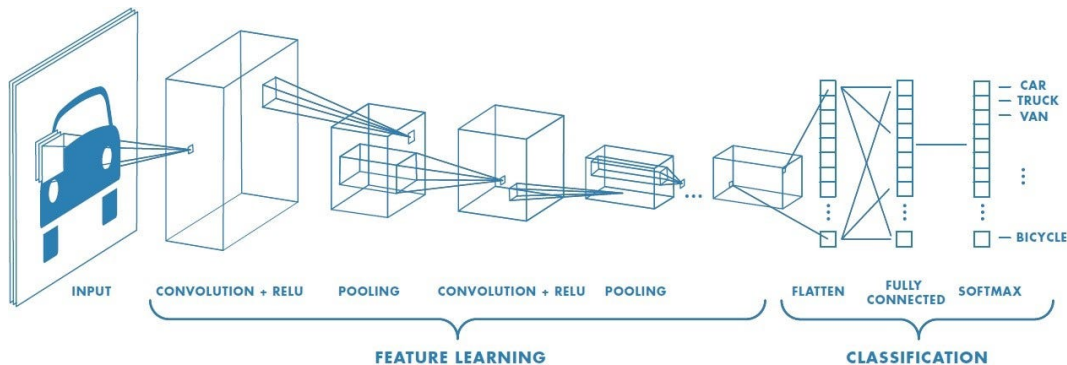 CAR
TRUCK
VAN
BICYCLE
INPUT
CONVOLUTION + RELU
POOLING
CONVOLUTION + RELU
POOLING
FLATTEN
FULLY
CONNECTED
SOFTMAX
FEATURE LEARNING
CLASSIFICATION